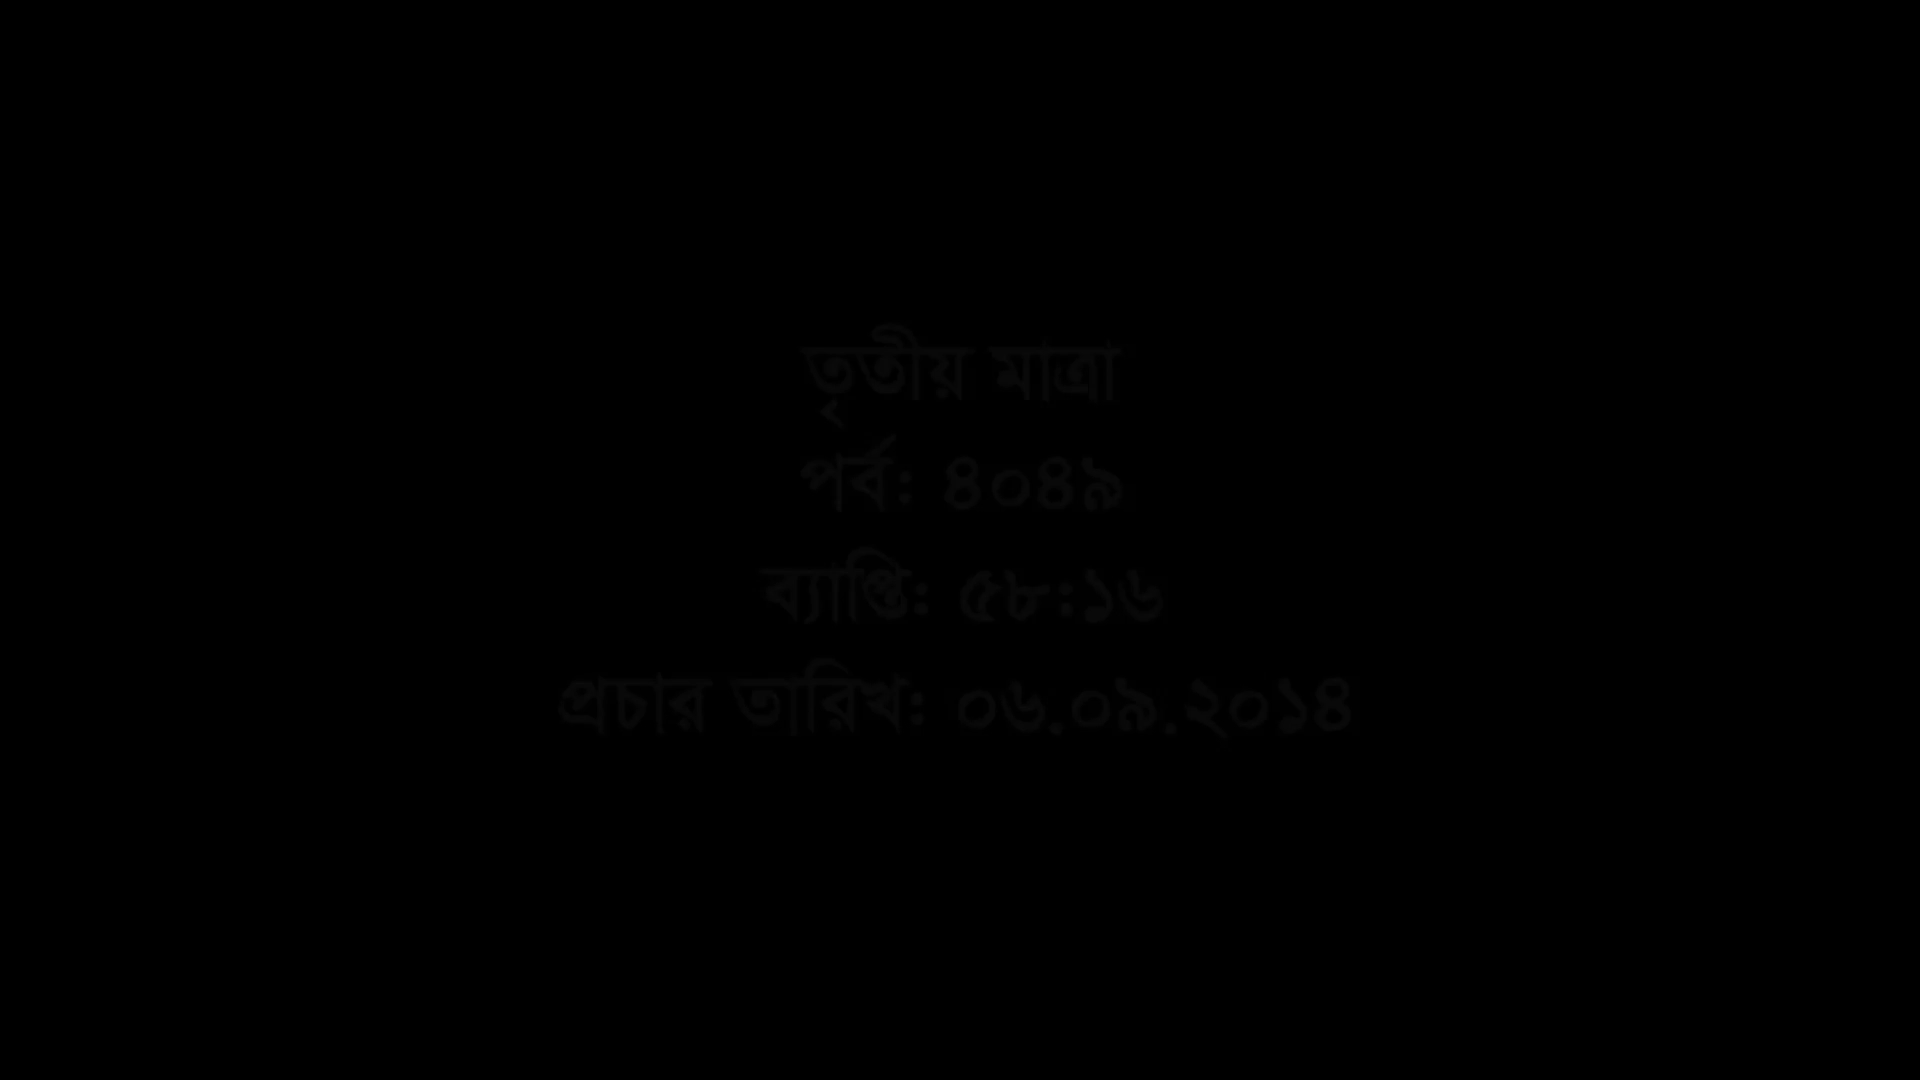 তৃতীয় মাত্রা
পর্ব: ৪০৪৯
ব্যাপ্তি: ৫৮:১৬
প্রচার তারিখ: ০৬.০৯.২০১৪